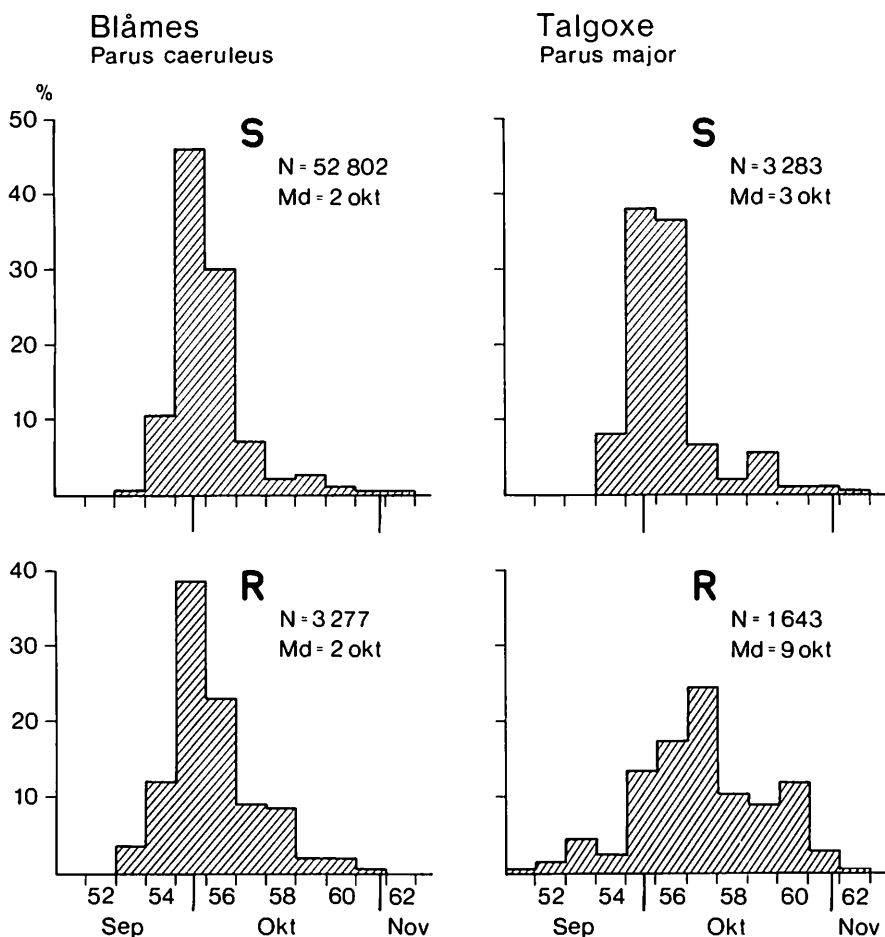 Blåmes
Parus caeruleus
Talgoxe
Parus major
%
50
40
30
20
10
S
N = 52 802
Md = 2 okt
S
N = 3 283
Md = 3 okt
40
30
20
10
R
N = 3 277
Md = 2 okt
R
N = 1643
Md = 9 okt
52 54 56 58 60 62
Sep Okt Nov
52 54 56 58 60 62
Sep Okt Nov